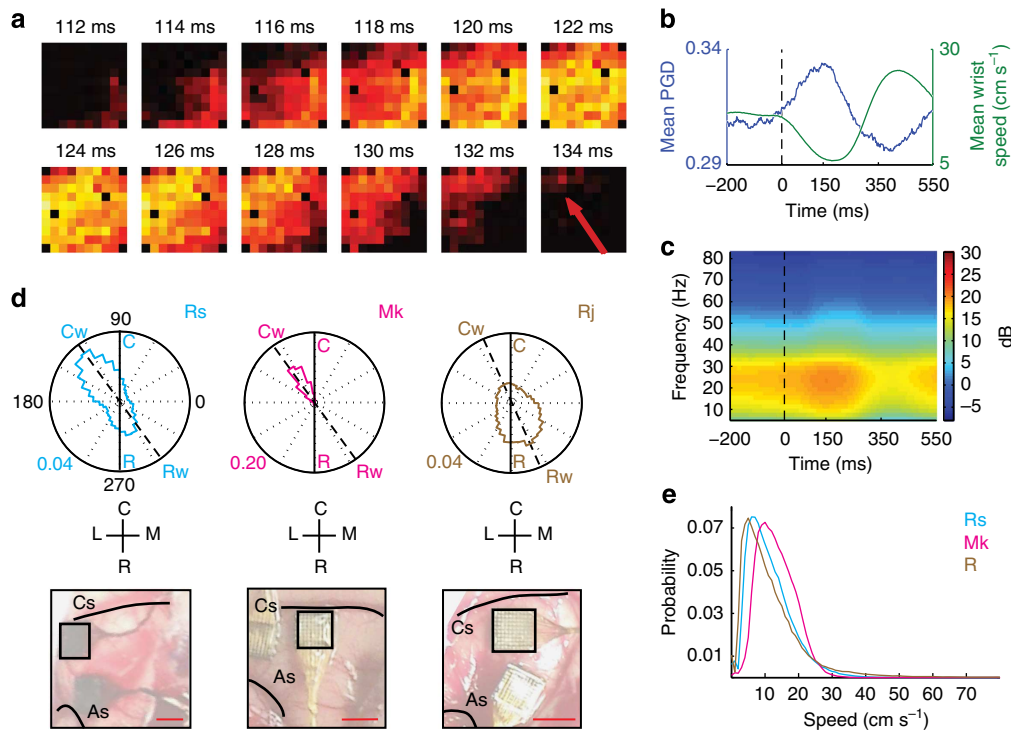 a
112 ms 114 ms 116 ms 118 ms 120 ms 122 ms
124 ms 126 ms 128 ms 130 ms 132 ms 134 ms
b
0.34
0.29
Mean PGD
30
5
Mean wrist
speed (cm s⁻¹)
−200 0 150 350 550
Time (ms)
c
80
70
60
50
40
30
20
10
Frequency (Hz)
−200 0 150 350 550
Time (ms)
30
25
20
15
10
5
0
−5
dB
d
Rs
90
Cw C
180 0
0.04 R Rw
270
Mk
Cw C
0.20 R Rw
Rj
Cw C
0.04 R Rw
C
L M
R
C
L M
R
C
L M
R
Cs
As
Cs
As
Cs
As
e
0.07
0.05
0.03
0.01
Probability
Rs
Mk
R
10 20 30 40 50 60 70
Speed (cm s⁻¹)